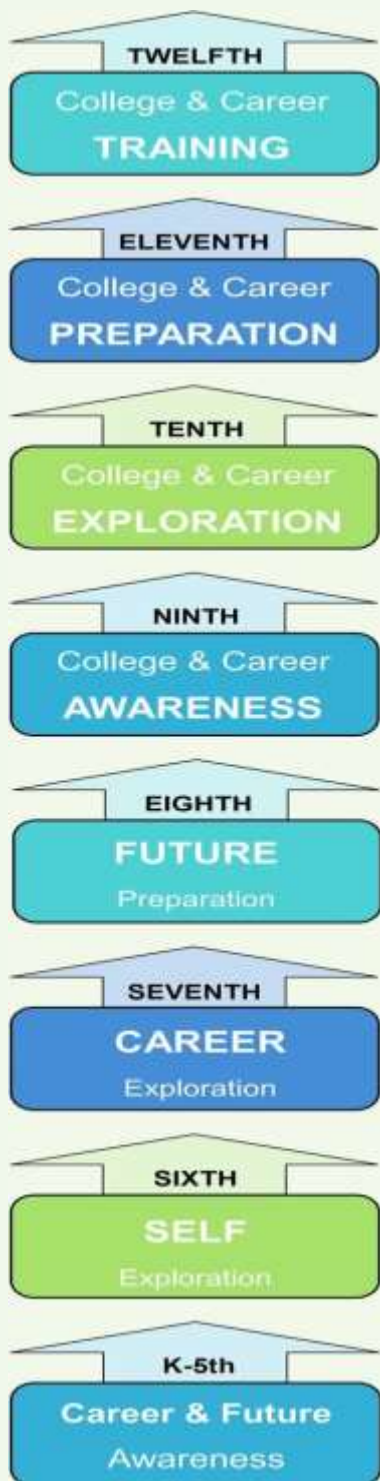 TWELFTH
College & Career
TRAINING
ELEVENTH
College & Career
PREPARATION
TENTH
College & Career
EXPLORATION
NINTH
College & Career
AWARENESS
EIGHTH
FUTURE
Preparation
SEVENTH
CAREER
Exploration
SIXTH
SELF
Exploration
K-5th
Career & Future
Awareness